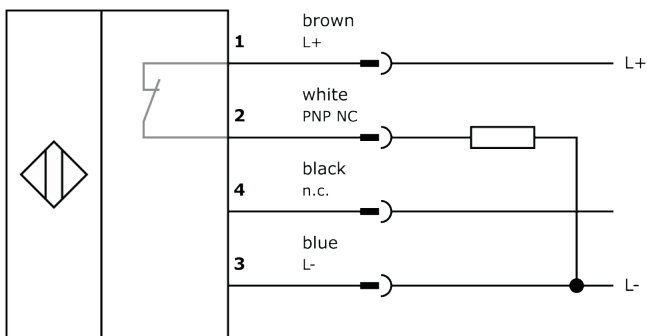 brown
1 L+ L+
white
2 PNP NC
black
4 n.c.
blue
3 L- L-